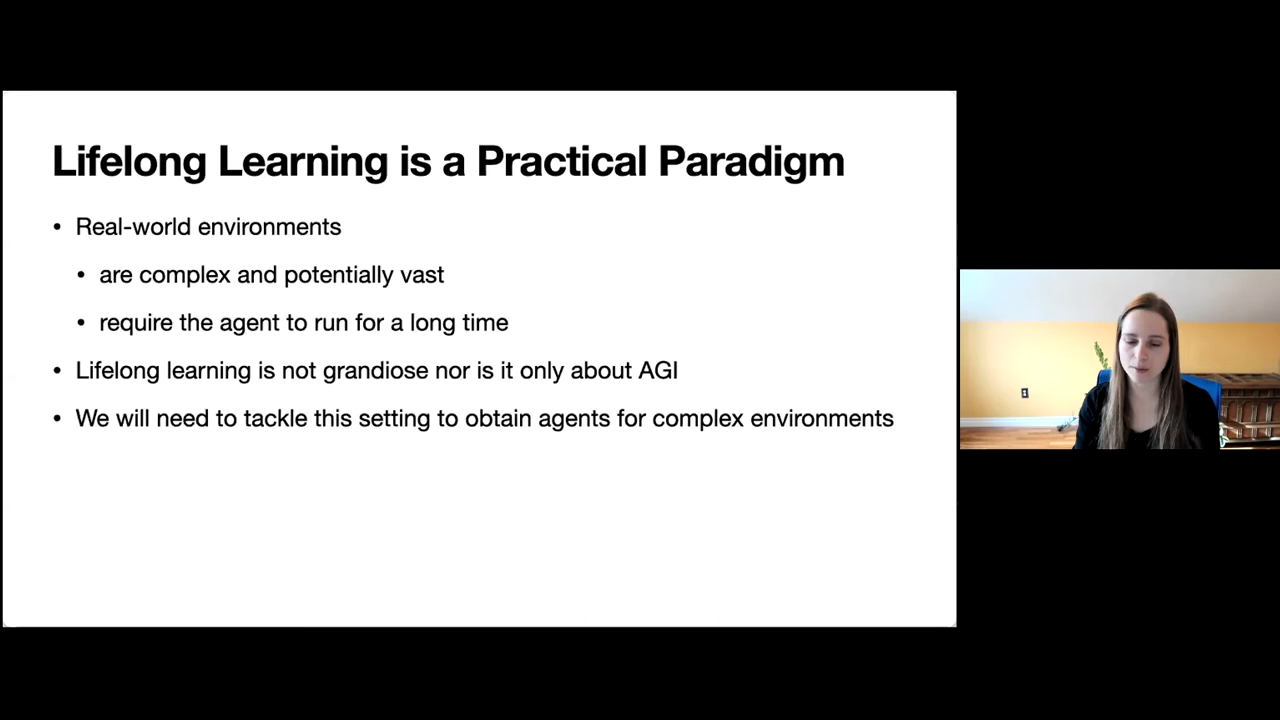 Lifelong Learning is a Practical Paradigm
• Real-world environments
• are complex and potentially vast
• require the agent to run for a long time
• Lifelong learning is not grandiose nor is it only about AGI
• We will need to tackle this setting to obtain agents for complex environments